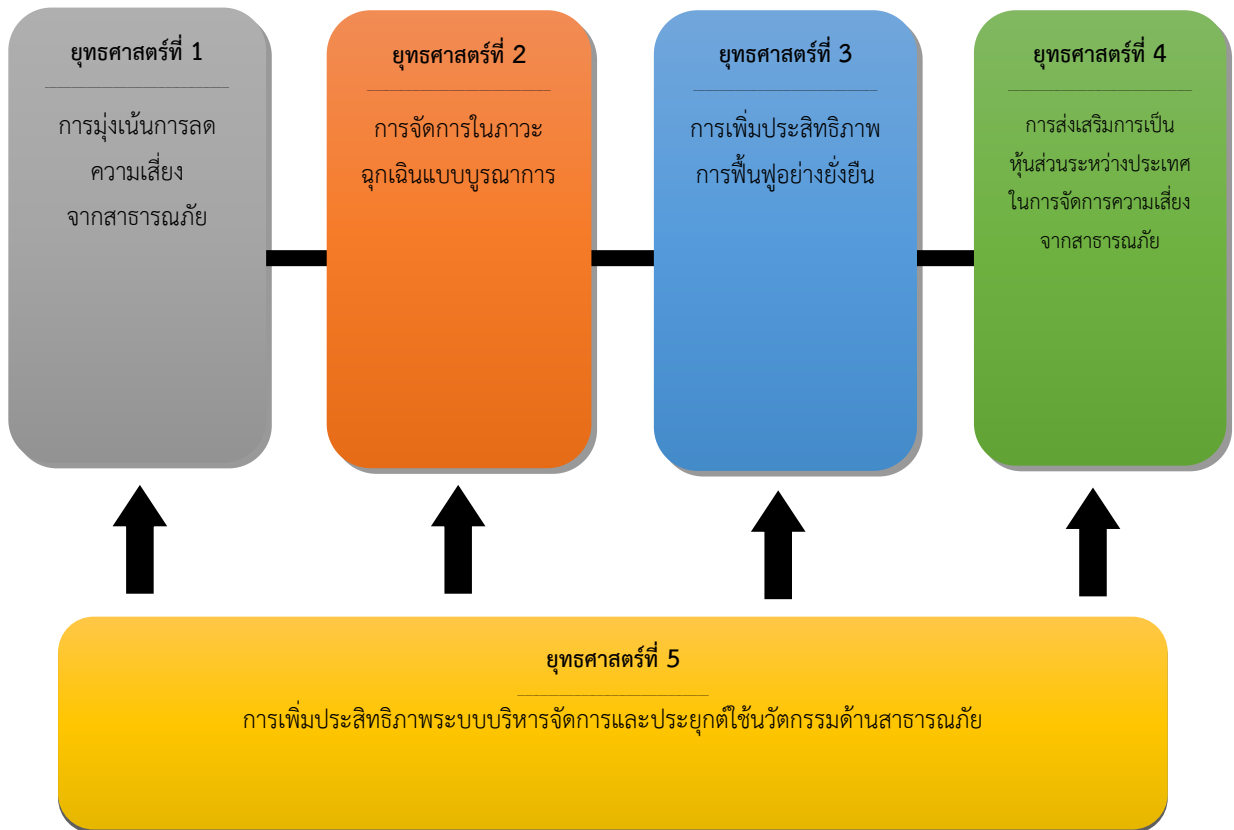 ยุทธศาสตร์ที่ 1
การมุ่งเน้นการลด
ความเสี่ยง
จากสาธารณภัย
ยุทธศาสตร์ที่ 2
การจัดการในภาวะ
ฉุกเฉินแบบบูรณาการ
ยุทธศาสตร์ที่ 3
การเพิ่มประสิทธิภาพ
การฟื้นฟูอย่างยั่งยืน
ยุทธศาสตร์ที่ 4
การส่งเสริมการเป็น
หุ้นส่วนระหว่างประเทศ
ในการจัดการความเสี่ยง
จากสาธารณภัย
ยุทธศาสตร์ที่ 5
การเพิ่มประสิทธิภาพระบบบริหารจัดการและประยุกต์ใช้นวัตกรรมด้านสาธารณภัย